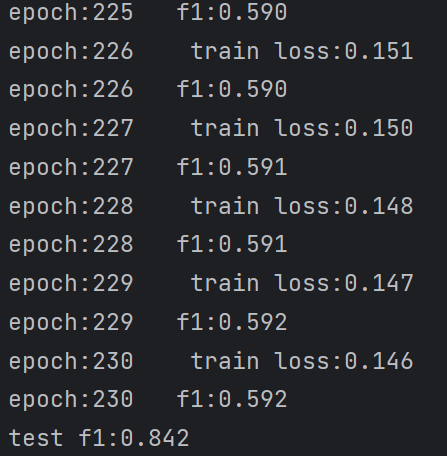 epoch:225   f1:0.590
epoch:226    train loss:0.151
epoch:226   f1:0.590
epoch:227    train loss:0.150
epoch:227   f1:0.591
epoch:228    train loss:0.148
epoch:228   f1:0.591
epoch:229    train loss:0.147
epoch:229   f1:0.592
epoch:230    train loss:0.146
epoch:230   f1:0.592
test f1:0.842